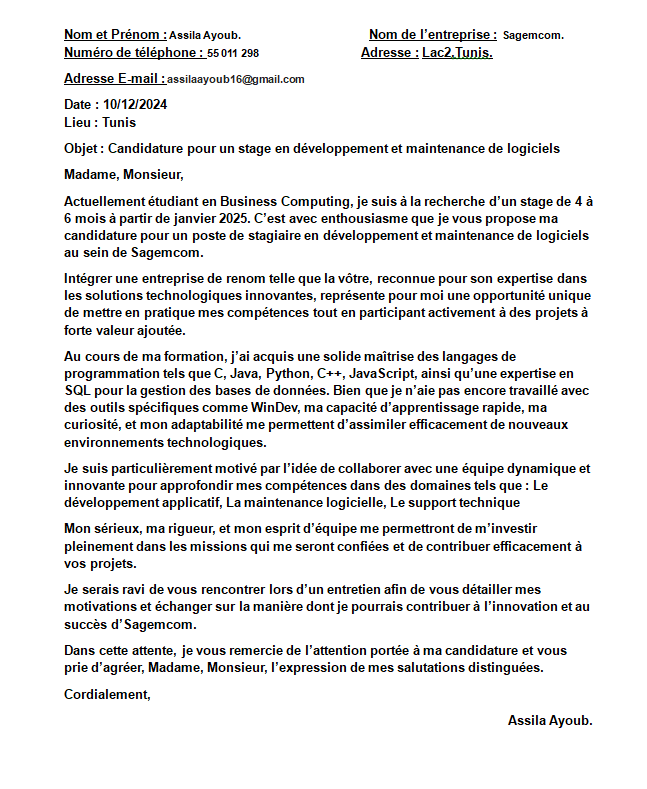 Nom et Prénom : Assila Ayoub. Nom de l’entreprise : Sagemcom.
Numéro de téléphone : 55 011 298 Adresse : Lac2,Tunis.
Adresse E-mail : assilaayoub16@gmail.com
Date : 10/12/2024
Lieu : Tunis
Objet : Candidature pour un stage en développement et maintenance de logiciels
Madame, Monsieur,
Actuellement étudiant en Business Computing, je suis à la recherche d’un stage de 4 à
6 mois à partir de janvier 2025. C’est avec enthousiasme que je vous propose ma
candidature pour un poste de stagiaire en développement et maintenance de logiciels
au sein de Sagemcom.
Intégrer une entreprise de renom telle que la vôtre, reconnue pour son expertise dans
les solutions technologiques innovantes, représente pour moi une opportunité unique
de mettre en pratique mes compétences tout en participant activement à des projets à
forte valeur ajoutée.
Au cours de ma formation, j’ai acquis une solide maîtrise des langages de
programmation tels que C, Java, Python, C++, JavaScript, ainsi qu’une expertise en
SQL pour la gestion des bases de données. Bien que je n’aie pas encore travaillé avec
des outils spécifiques comme WinDev, ma capacité d’apprentissage rapide, ma
curiosité, et mon adaptabilité me permettent d’assimiler efficacement de nouveaux
environnements technologiques.
Je suis particulièrement motivé par l’idée de collaborer avec une équipe dynamique et
innovante pour approfondir mes compétences dans des domaines tels que : Le
développement applicatif, La maintenance logicielle, Le support technique
Mon sérieux, ma rigueur, et mon esprit d’équipe me permettront de m’investir
pleinement dans les missions qui me seront confiées et de contribuer efficacement à
vos projets.
Je serais ravi de vous rencontrer lors d’un entretien afin de vous détailler mes
motivations et échanger sur la manière dont je pourrais contribuer à l’innovation et au
succès d’Sagemcom.
Dans cette attente, je vous remercie de l’attention portée à ma candidature et vous
prie d’agréer, Madame, Monsieur, l’expression de mes salutations distinguées.
Cordialement,
Assila Ayoub.